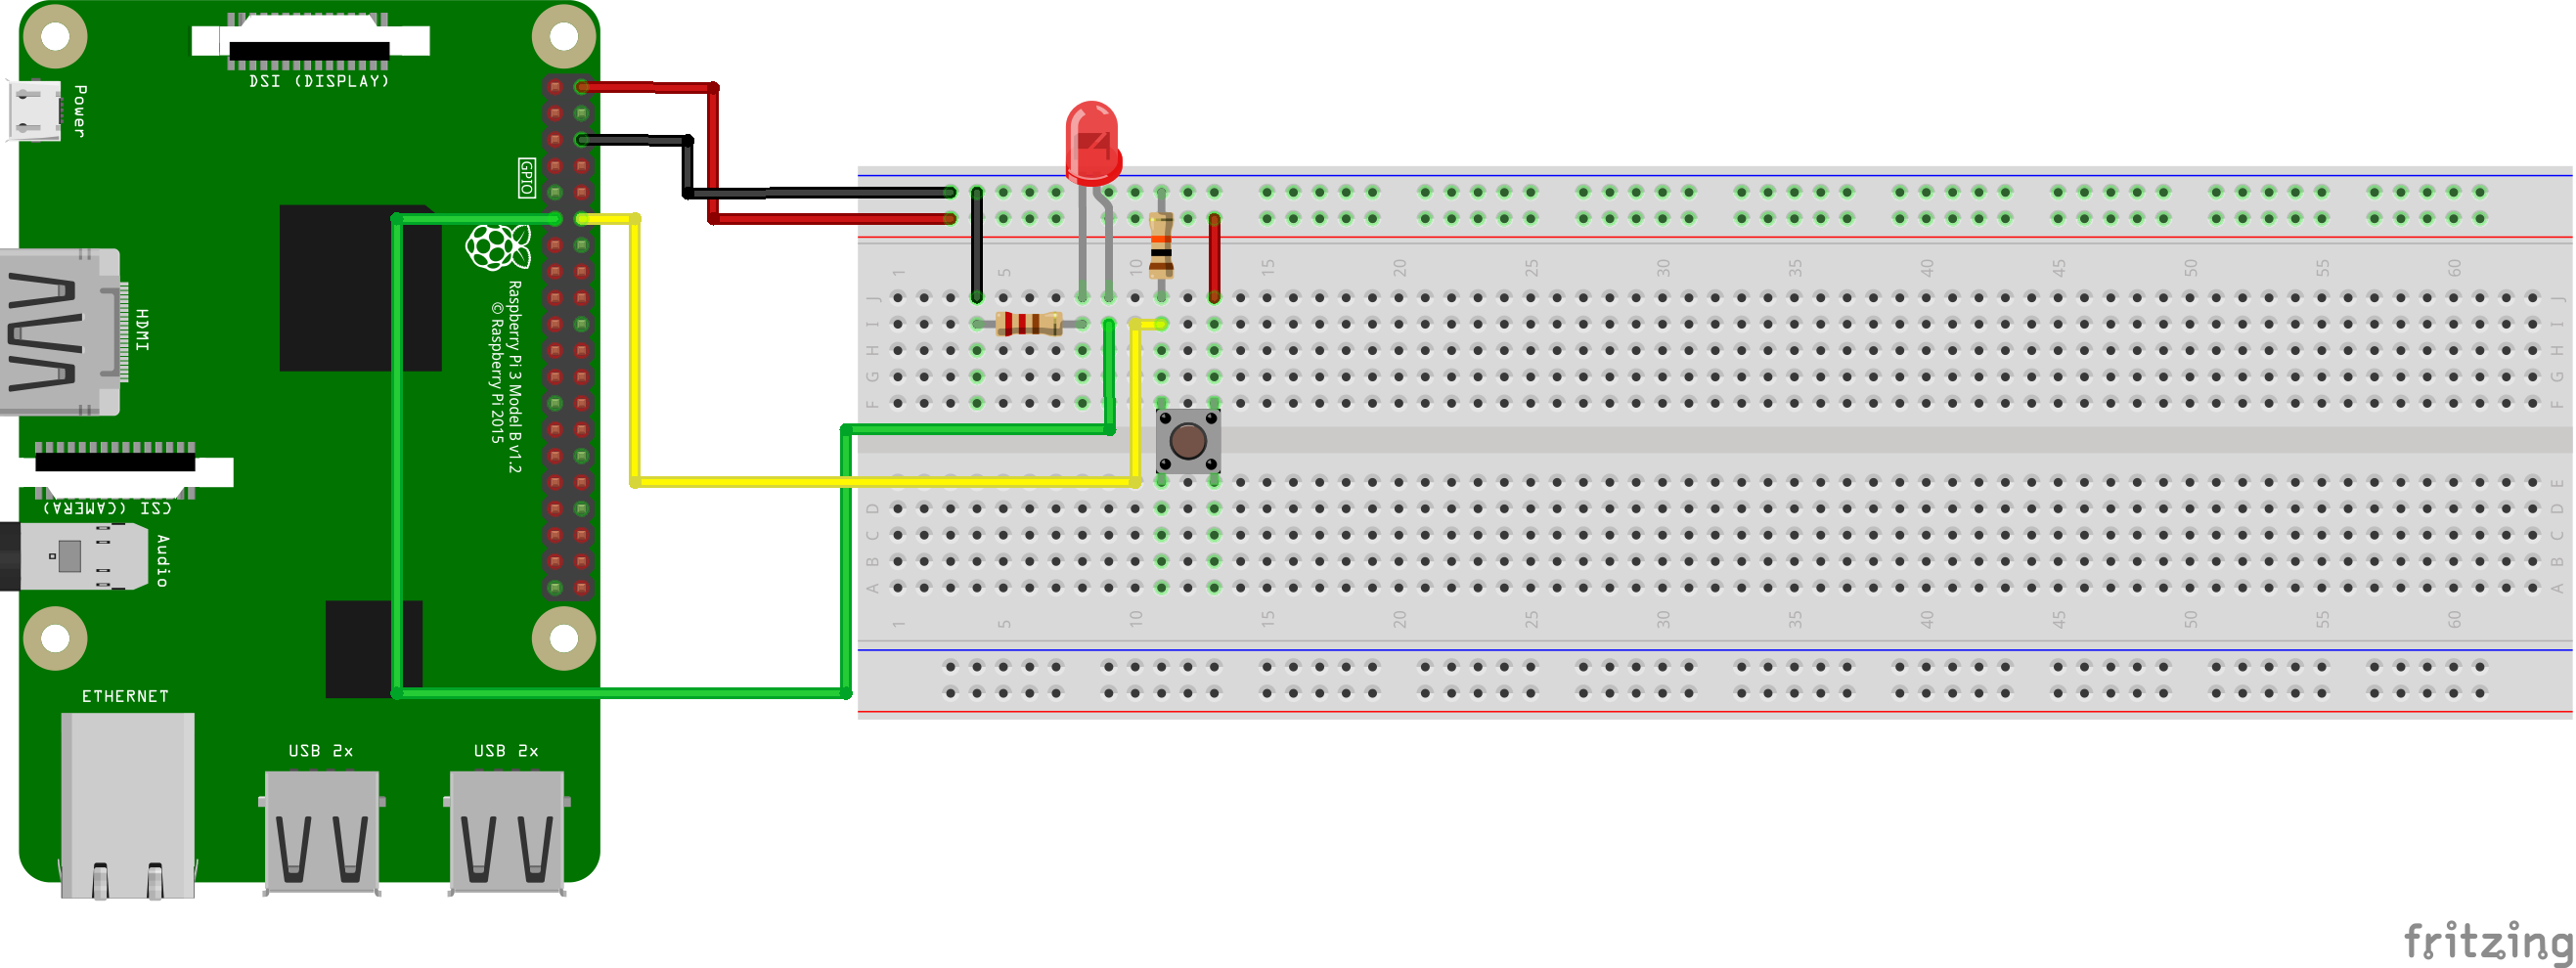 DSI (DISPLAY)
Power
GPIO
Raspberry Pi 3 Model B v1.2
© Raspberry Pi 2015
HDMI
CSI (CAMERA)
Audio
ETHERNET
USB 2x
USB 2x
1 5 10 15 20 25 30 35 40 45 50 55 60
J J
I I
H H
G G
F F
E
D D
C C
B B
A A
1 5 10 15 20 25 30 35 40 45 50 55 60
fritzing